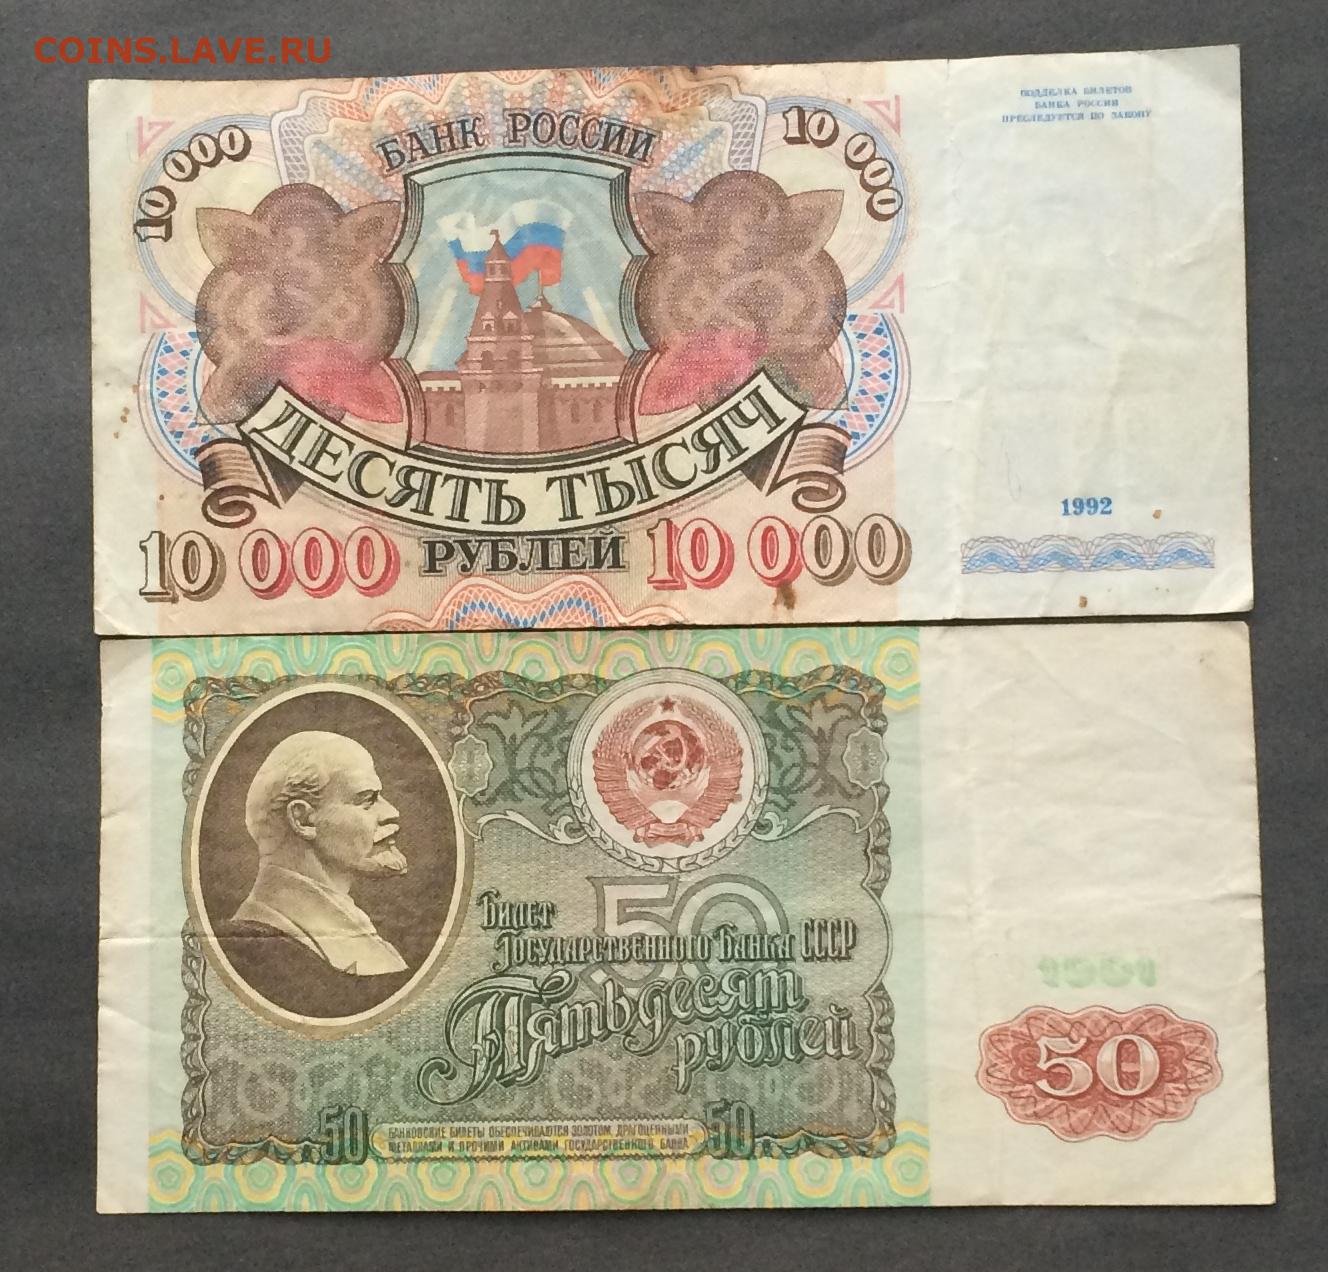 COINS.LAVE.RU
ПОДДЕЛКА БИЛЕТОВ
БАНКА РОССИИ
ПРЕСЛЕДУЕТСЯ ПО ЗАКОНУ
10 000
БАНК РОССИИ
10 000
ДЕСЯТЬ ТЫСЯЧ
1992
10 000 РУБЛЕЙ 10 000
50
Билет
Государственного Банка СССР
Пятьдесят
рублей
50
50
БАНКОВСКИЕ БИЛЕТЫ ОБЕСПЕЧИВАЮТСЯ ЗОЛОТОМ, ДРАГОЦЕННЫМИ
МЕТАЛЛАМИ И ПРОЧИМИ АКТИВАМИ ГОСУДАРСТВЕННОГО БАНКА
50